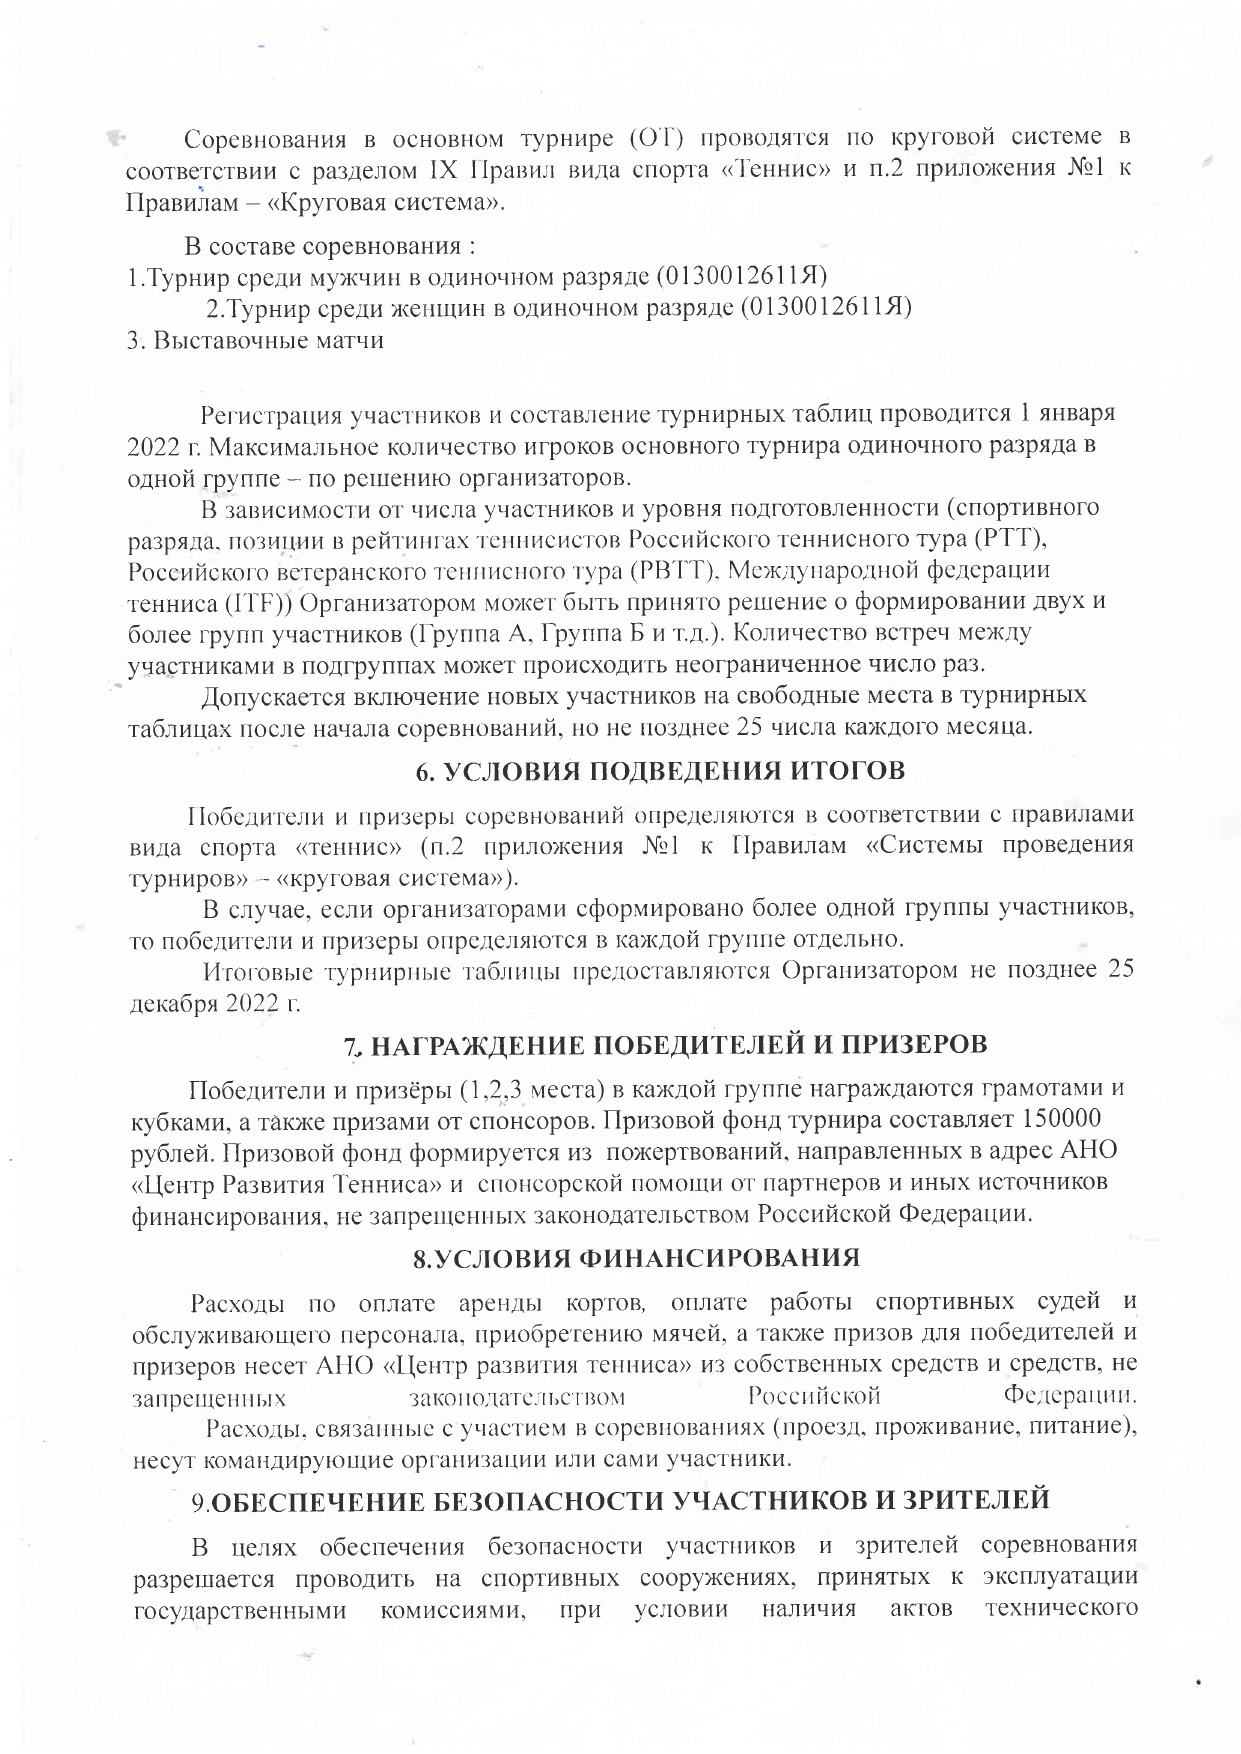 Соревнования в основном турнире (ОТ) проводятся по круговой системе в
соответствии с разделом IX Правил вида спорта «Теннис» и п.2 приложения №1 к
Правилам – «Круговая система».
В составе соревнования :
1.Турнир среди мужчин в одиночном разряде (0130012611Я)
2.Турнир среди женщин в одиночном разряде (0130012611Я)
3. Выставочные матчи
Регистрация участников и составление турнирных таблиц проводится 1 января
2022 г. Максимальное количество игроков основного турнира одиночного разряда в
одной группе – по решению организаторов.
В зависимости от числа участников и уровня подготовленности (спортивного
разряда, позиции в рейтингах теннисистов Российского теннисного тура (РТТ),
Российского ветеранского теннисного тура (РВТТ), Международной федерации
тенниса (ITF)) Организатором может быть принято решение о формировании двух и
более групп участников (Группа А, Группа Б и т.д.). Количество встреч между
участниками в подгруппах может происходить неограниченное число раз.
Допускается включение новых участников на свободные места в турнирных
таблицах после начала соревнований, но не позднее 25 числа каждого месяца.
6. УСЛОВИЯ ПОДВЕДЕНИЯ ИТОГОВ
Победители и призеры соревнований определяются в соответствии с правилами
вида спорта «теннис» (п.2 приложения №1 к Правилам «Системы проведения
турниров» – «круговая система»).
В случае, если организаторами сформировано более одной группы участников,
то победители и призеры определяются в каждой группе отдельно.
Итоговые турнирные таблицы предоставляются Организатором не позднее 25
декабря 2022 г.
7. НАГРАЖДЕНИЕ ПОБЕДИТЕЛЕЙ И ПРИЗЕРОВ
Победители и призёры (1,2,3 места) в каждой группе награждаются грамотами и
кубками, а также призами от спонсоров. Призовой фонд турнира составляет 150000
рублей. Призовой фонд формируется из пожертвований, направленных в адрес АНО
«Центр Развития Тенниса» и спонсорской помощи от партнеров и иных источников
финансирования, не запрещенных законодательством Российской Федерации.
8.УСЛОВИЯ ФИНАНСИРОВАНИЯ
Расходы по оплате аренды кортов, оплате работы спортивных судей и
обслуживающего персонала, приобретению мячей, а также призов для победителей и
призеров несет АНО «Центр развития тенниса» из собственных средств и средств, не
запрещенных законодательством Российской Федерации.
Расходы, связанные с участием в соревнованиях (проезд, проживание, питание),
несут командирующие организации или сами участники.
9.ОБЕСПЕЧЕНИЕ БЕЗОПАСНОСТИ УЧАСТНИКОВ И ЗРИТЕЛЕЙ
В целях обеспечения безопасности участников и зрителей соревнования
разрешается проводить на спортивных сооружениях, принятых к эксплуатации
государственными комиссиями, при условии наличия актов технического